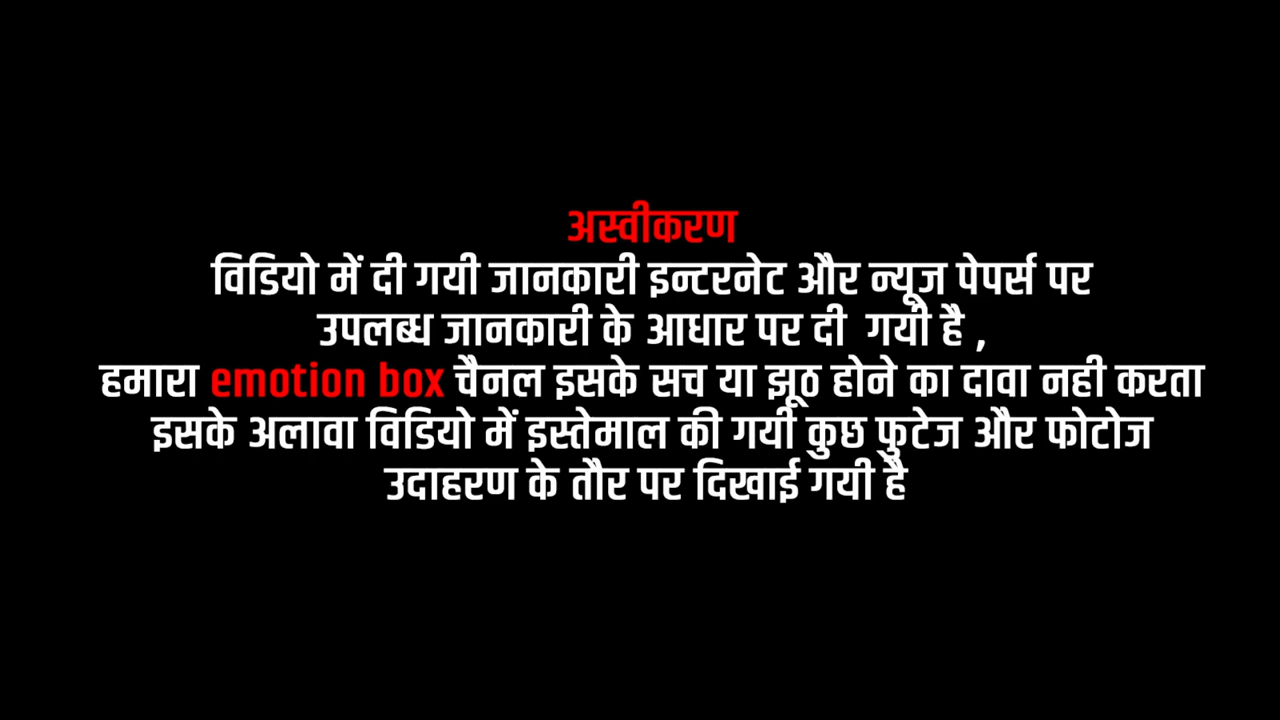 अस्वीकरण
विडियो में दी गयी जानकारी इन्टरनेट और न्यूज पेपर्स पर
उपलब्ध जानकारी के आधार पर दी गयी है ,
हमारा emotion box चैनल इसके सच या झूठ होने का दावा नही करता
इसके अलावा विडियो में इस्तेमाल की गयी कुछ फुटेज और फोटोज
उदाहरण के तौर पर दिखाई गयी है